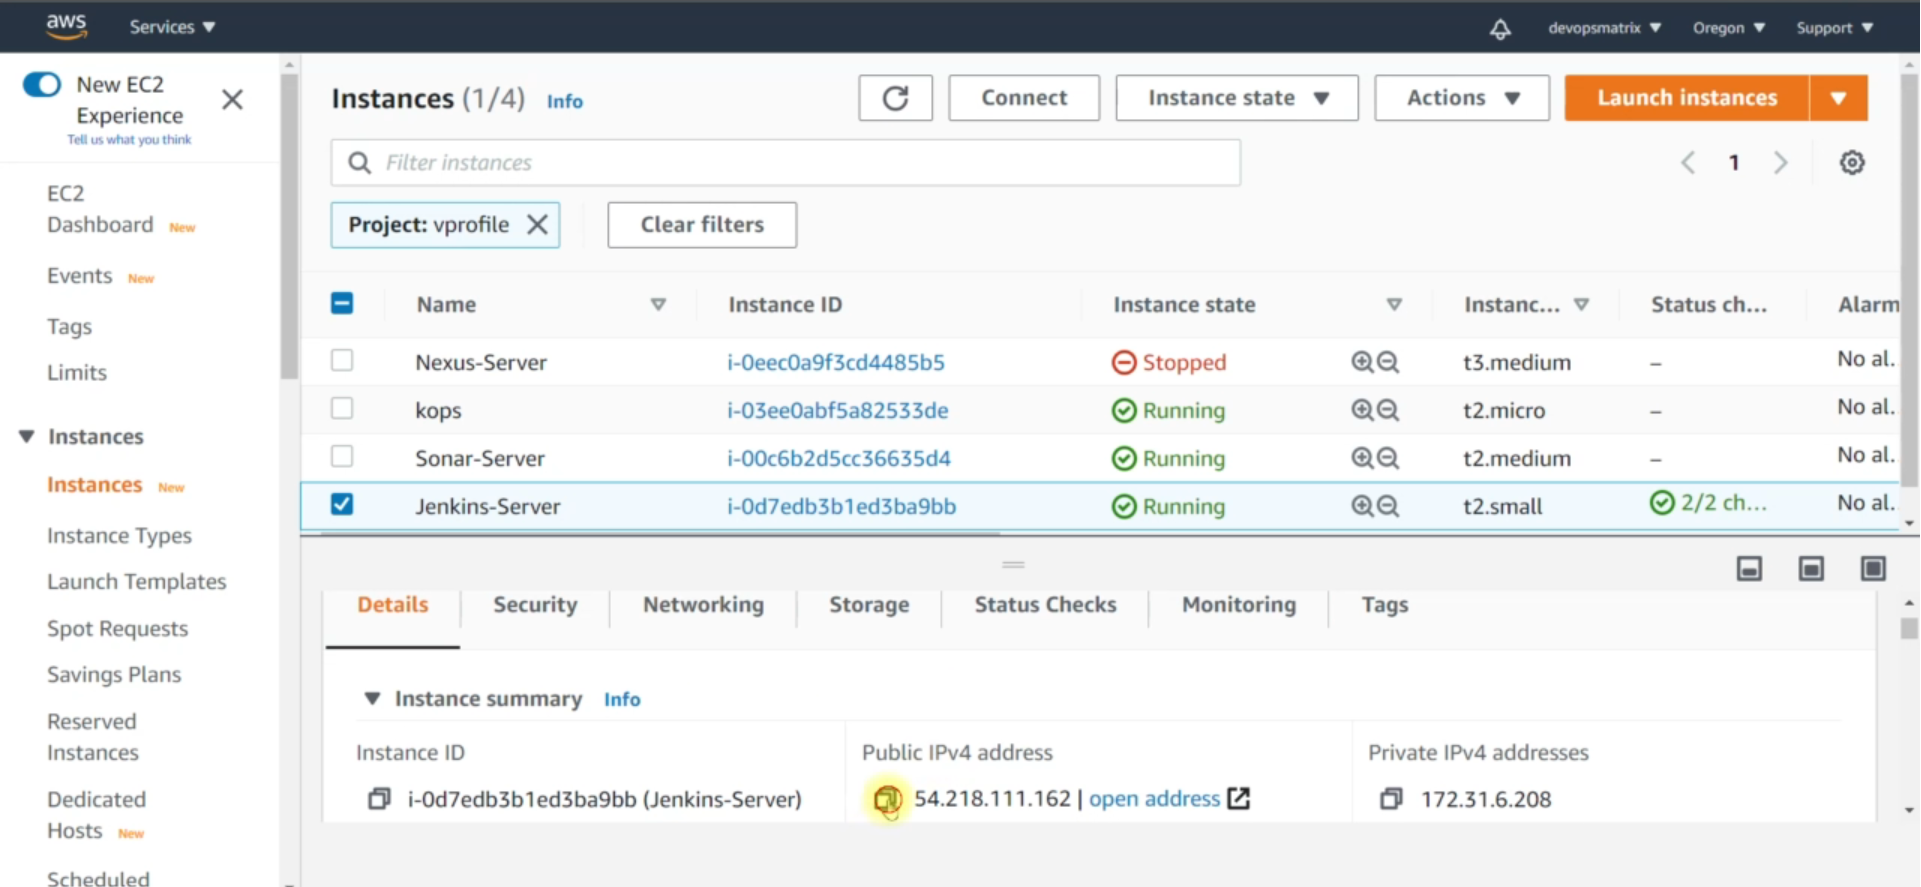 aws Services ▼ devopsmatrix ▼ Oregon ▼ Support ▼
New EC2
Experience
Tell us what you think
EC2
Dashboard New
Events New
Tags
Limits
▼ Instances
Instances New
Instance Types
Launch Templates
Spot Requests
Savings Plans
Reserved
Instances
Dedicated
Hosts New
Scheduled
Instances (1/4) Info
Connect
Instance state ▼
Actions ▼
Launch instances ▼
Filter instances
< 1 >
Project: vprofile ✕
Clear filters
Name Instance ID Instance state Instanc... Status ch... Alarm
Nexus-Server i-0eec0a9f3cd4485b5 Stopped t3.medium – No al.
kops i-03ee0abf5a82533de Running t2.micro – No al.
Sonar-Server i-00c6b2d5cc36635d4 Running t2.medium – No al.
Jenkins-Server i-0d7edb3b1ed3ba9bb Running t2.small 2/2 ch... No al.
Details Security Networking Storage Status Checks Monitoring Tags
▼ Instance summary Info
Instance ID Public IPv4 address Private IPv4 addresses
i-0d7edb3b1ed3ba9bb (Jenkins-Server) 54.218.111.162 | open address 172.31.6.208